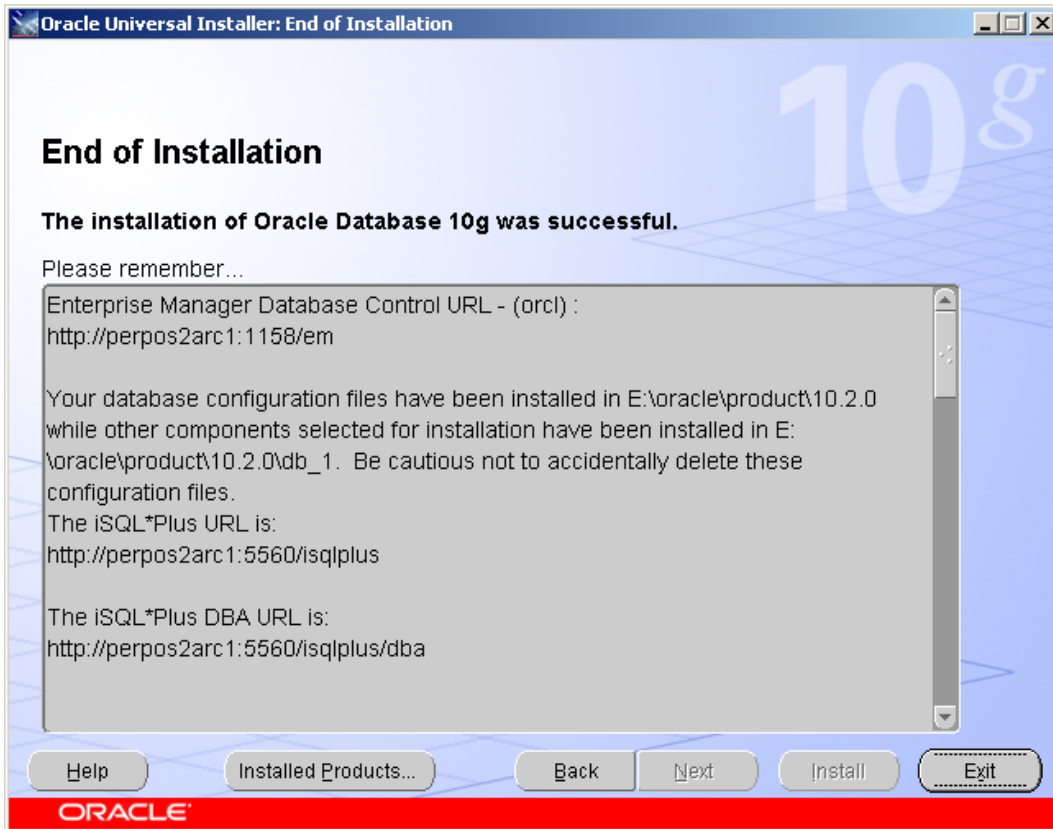 Oracle Universal Installer: End of Installation
10g
End of Installation
The installation of Oracle Database 10g was successful.
Please remember...
Enterprise Manager Database Control URL - (orcl) :
http://perpos2arc1:1158/em
Your database configuration files have been installed in E:\oracle\product\10.2.0
while other components selected for installation have been installed in E:
\oracle\product\10.2.0\db_1.  Be cautious not to accidentally delete these
configuration files.
The iSQL*Plus URL is:
http://perpos2arc1:5560/isqlplus
The iSQL*Plus DBA URL is:
http://perpos2arc1:5560/isqlplus/dba
Help Installed Products... Back Next Install Exit
ORACLE